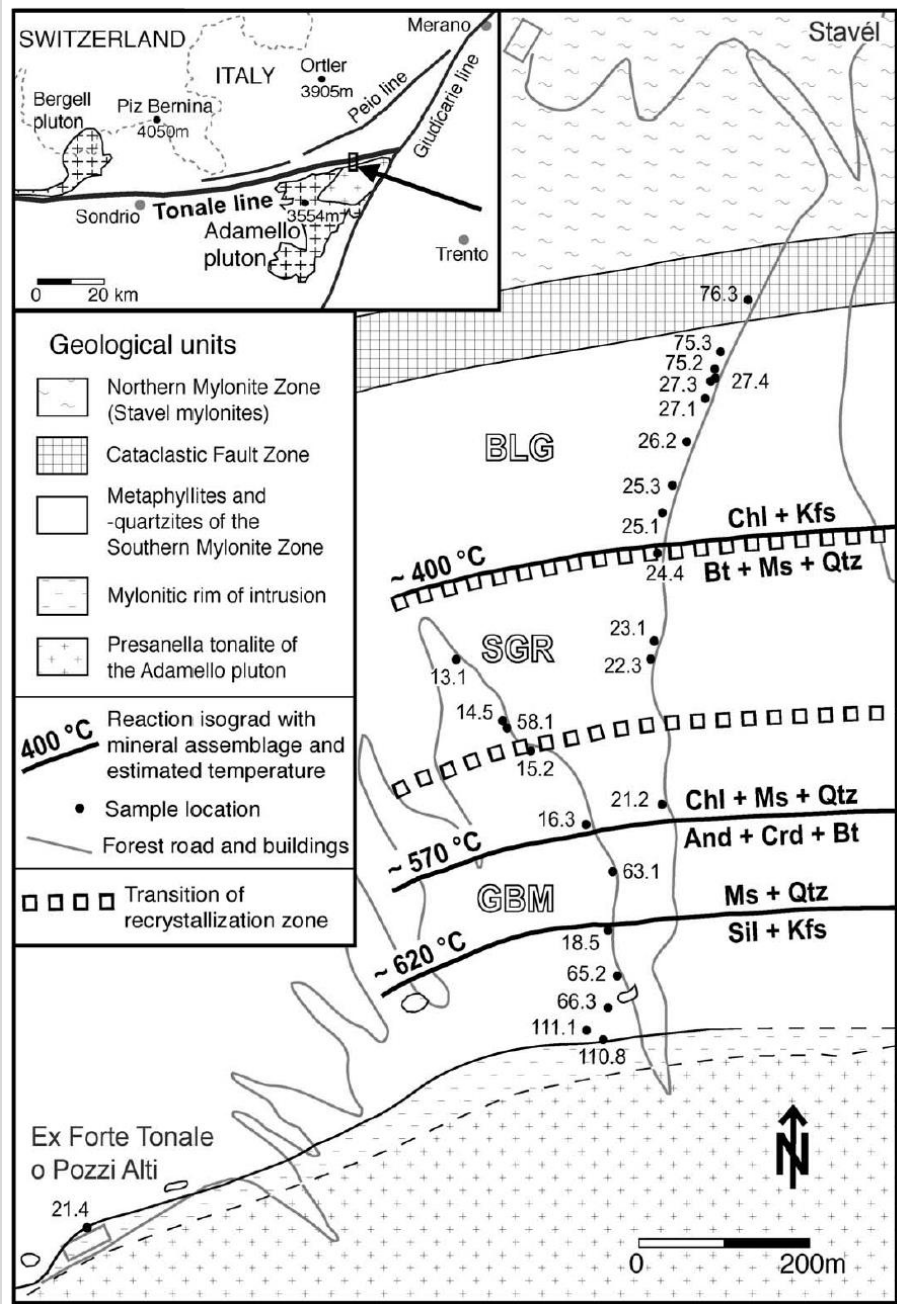 SWITZERLAND
Merano
ITALY
Ortler
3905m
Peio line
Giudicarie line
Bergell
pluton
Piz Bernina
4050m
Tonale line
Sondrio
3554m
Adamello
pluton
Trento
0 20 km
Stavél
Geological units
Northern Mylonite Zone
(Stavel mylonites)
Cataclastic Fault Zone
Metaphyllites and
-quartzites of the
Southern Mylonite Zone
Mylonitic rim of intrusion
Presanella tonalite of
the Adamello pluton
400 °C
Reaction isograd with
mineral assemblage and
estimated temperature
Sample location
Forest road and buildings
Transition of
recrystallization zone
76.3
75.3
75.2
27.3
27.4
27.1
BLG
26.2
25.3
25.1
Chl + Kfs
~ 400 °C
24.4
Bt + Ms + Qtz
23.1
SGR
22.3
13.1
14.5
58.1
15.2
21.2
Chl + Ms + Qtz
16.3
And + Crd + Bt
~ 570 °C
63.1
GBM
Ms + Qtz
18.5
Sil + Kfs
~ 620 °C
65.2
66.3
111.1
110.8
Ex Forte Tonale
o Pozzi Alti
21.4
N
0 200m